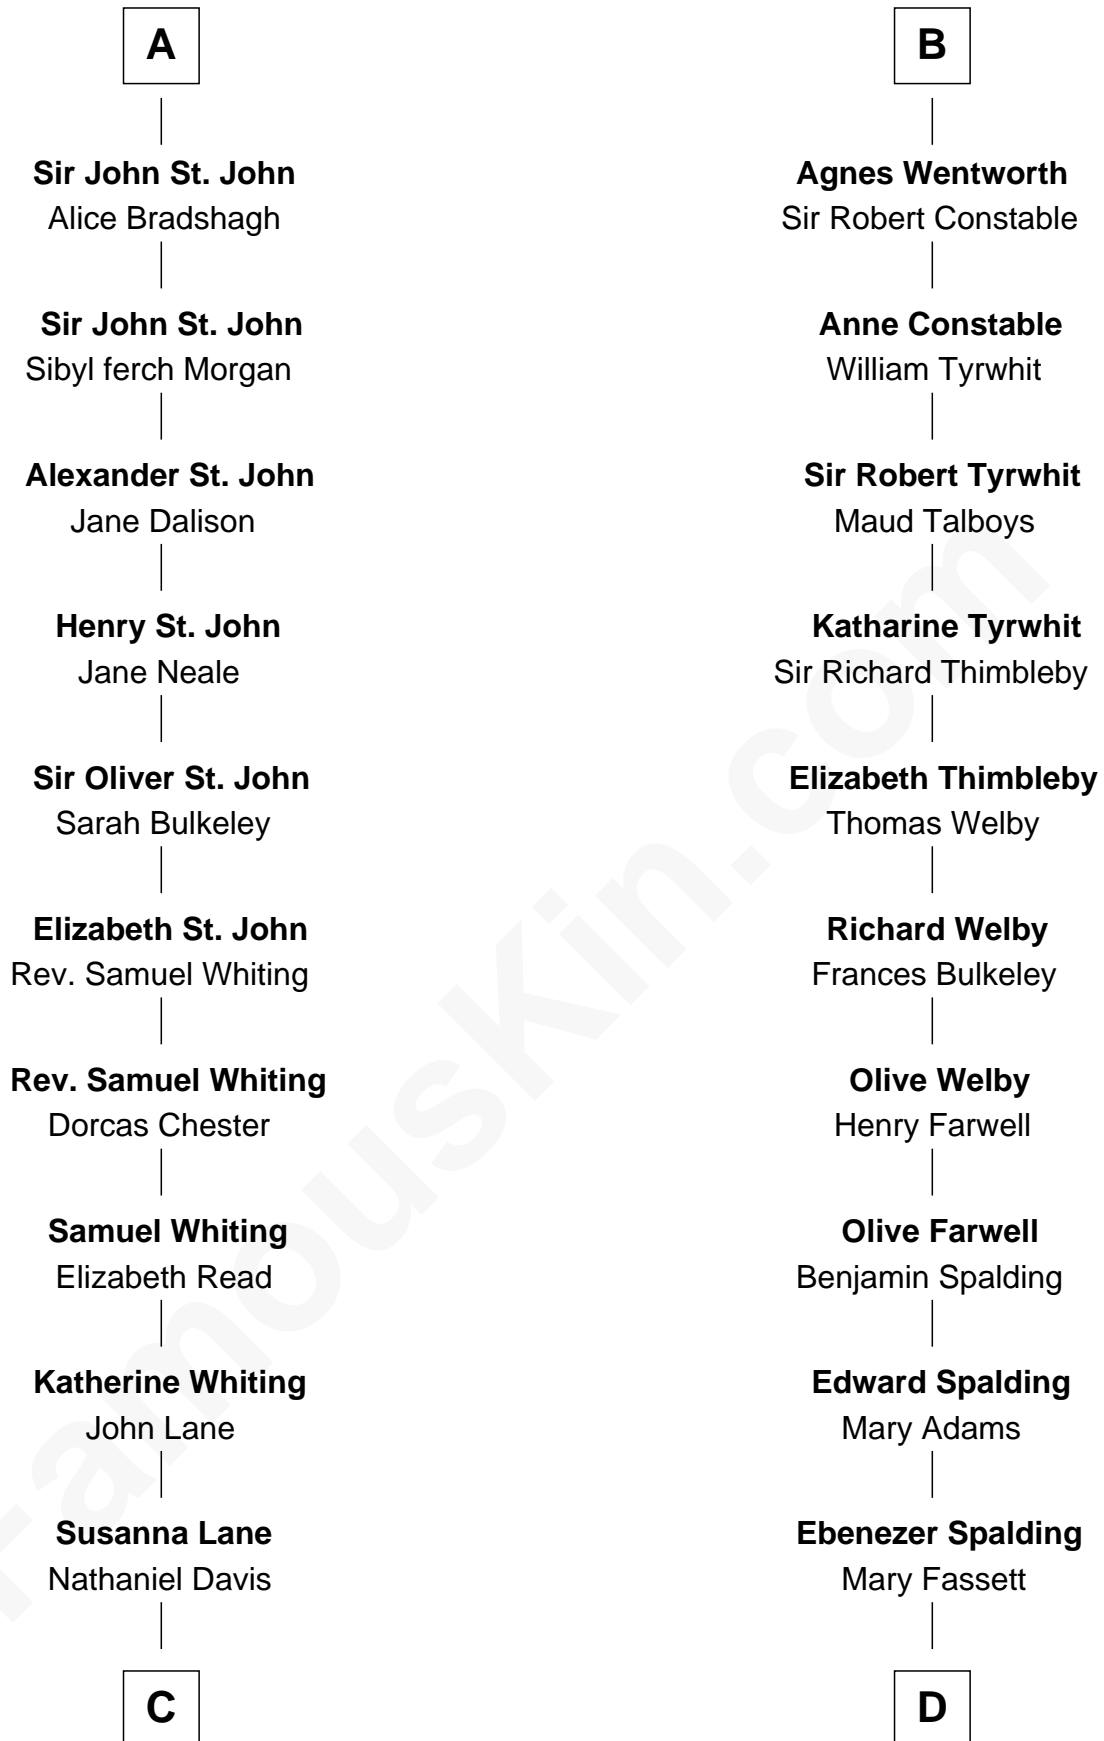 A
Sir John St. John
Alice Bradshagh
Sir John St. John
Sibyl ferch Morgan
Alexander St. John
Jane Dalison
Henry St. John
Jane Neale
Sir Oliver St. John
Sarah Bulkeley
Elizabeth St. John
Rev. Samuel Whiting
Rev. Samuel Whiting
Dorcas Chester
Samuel Whiting
Elizabeth Read
Katherine Whiting
John Lane
Susanna Lane
Nathaniel Davis
C
B
Agnes Wentworth
Sir Robert Constable
Anne Constable
William Tyrwhit
Sir Robert Tyrwhit
Maud Talboys
Katharine Tyrwhit
Sir Richard Thimbleby
Elizabeth Thimbleby
Thomas Welby
Richard Welby
Frances Bulkeley
Olive Welby
Henry Farwell
Olive Farwell
Benjamin Spalding
Edward Spalding
Mary Adams
Ebenezer Spalding
Mary Fassett
D
FamousKin.com